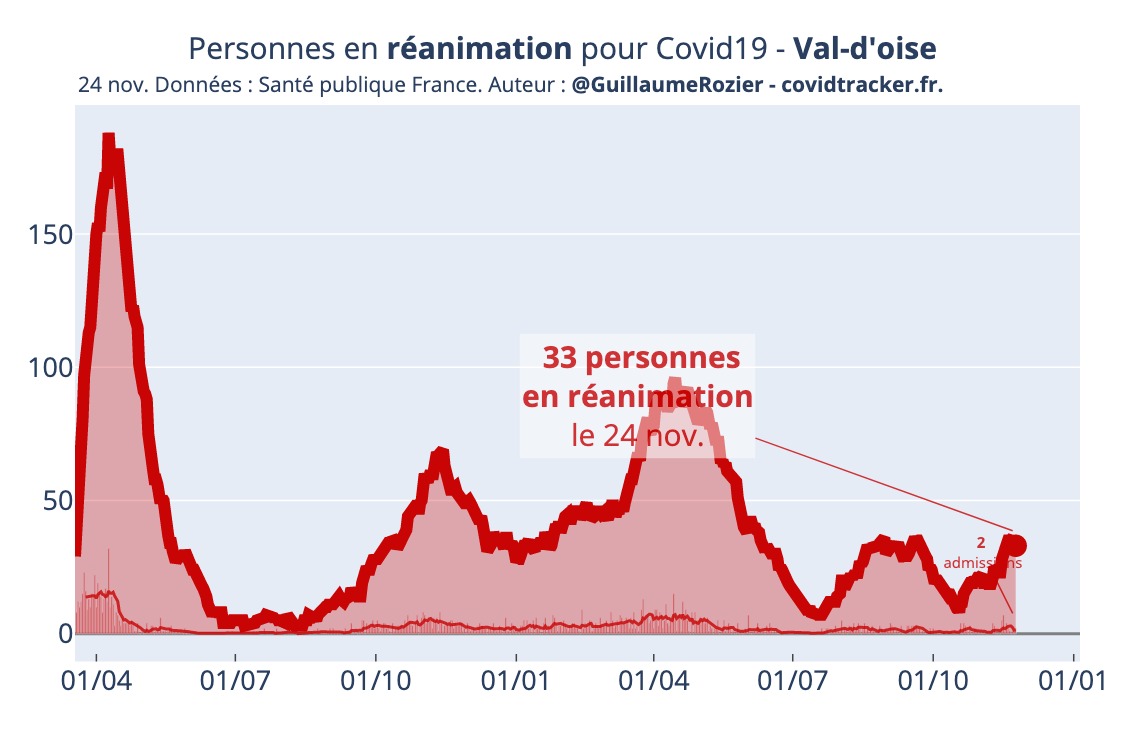 Personnes en réanimation pour Covid19 - Val-d'oise
24 nov. Données : Santé publique France. Auteur : @GuillaumeRozier - covidtracker.fr.
150
100
50
0
33 personnes
en réanimation
le 24 nov.
2
admissions
01/04 01/07 01/10 01/01 01/04 01/07 01/10 01/01